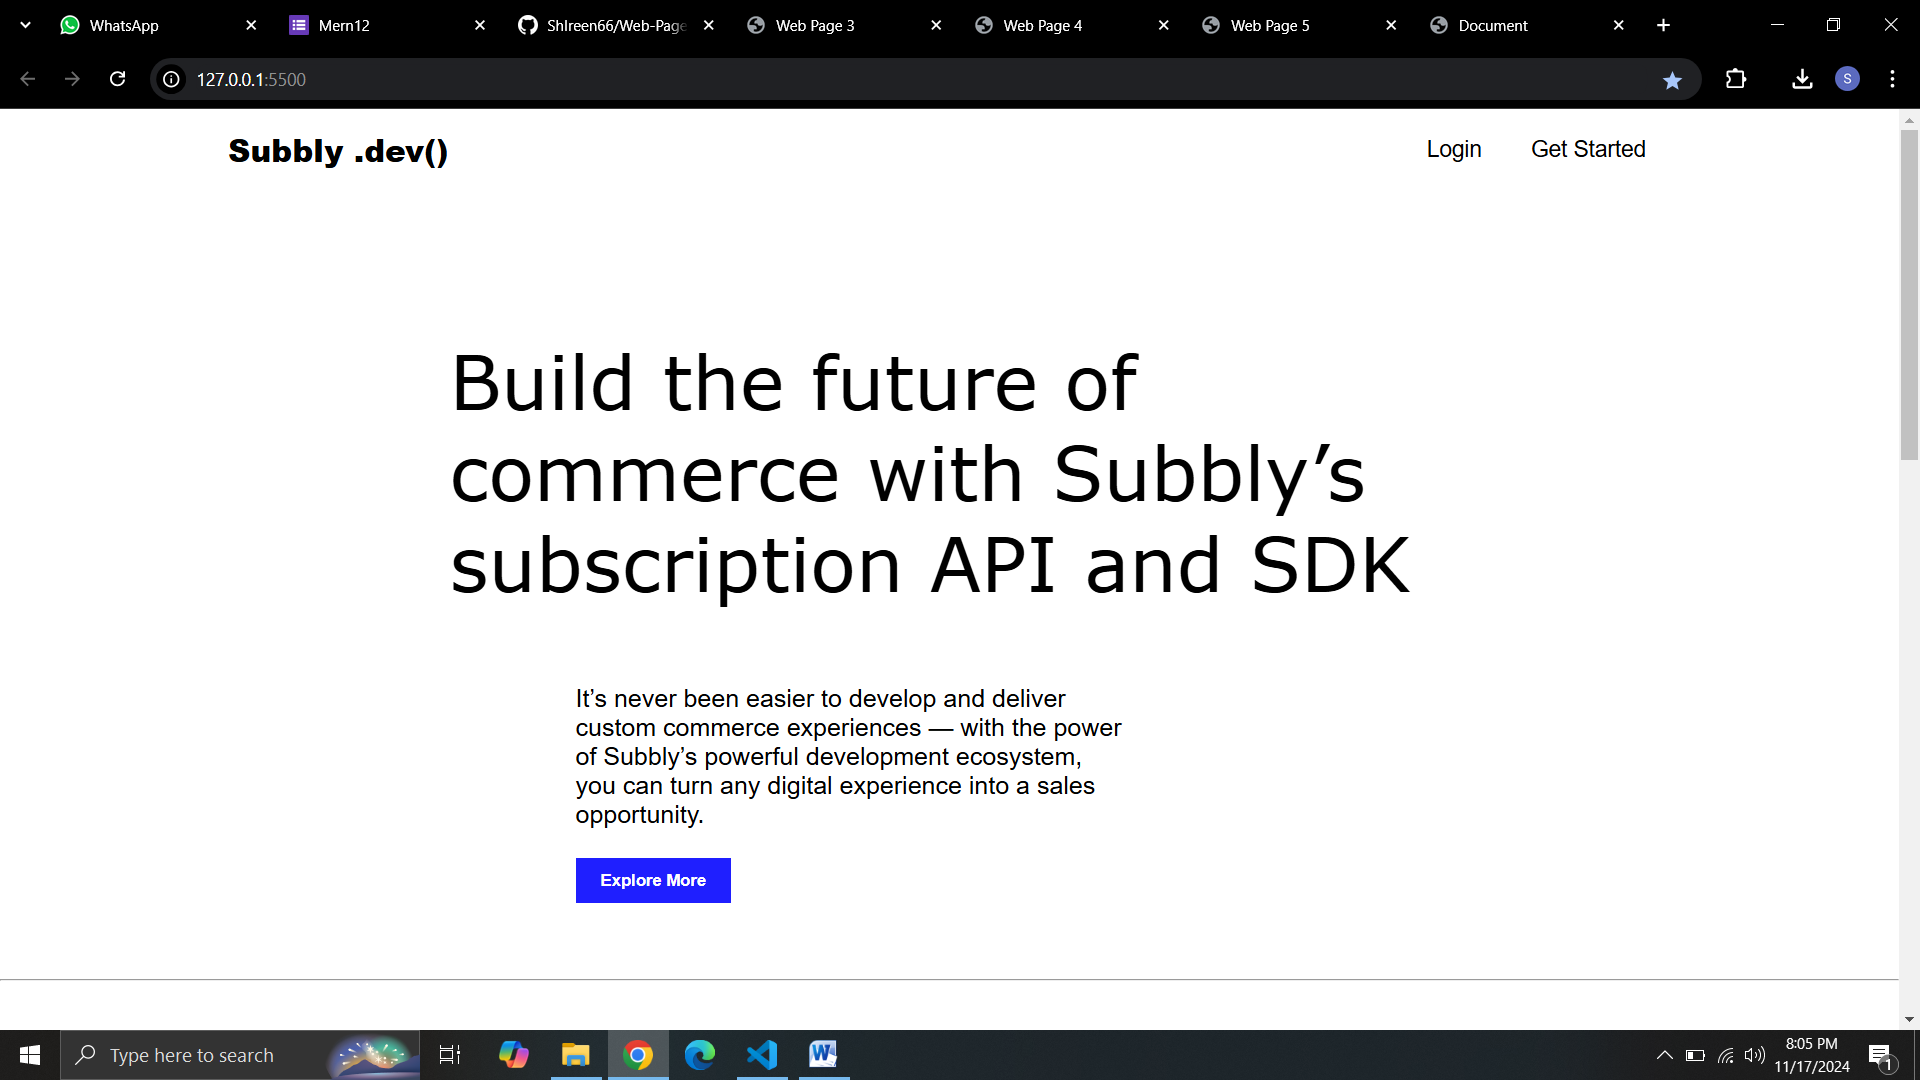 WhatsApp
Mern12
ShIreen66/Web-Page
Web Page 3
Web Page 4
Web Page 5
Document
127.0.0.1:5500
S
Subbly .dev()
Login
Get Started
Build the future of
commerce with Subbly’s
subscription API and SDK
It’s never been easier to develop and deliver
custom commerce experiences — with the power
of Subbly’s powerful development ecosystem,
you can turn any digital experience into a sales
opportunity.
Explore More
Type here to search
8:05 PM
11/17/2024
1